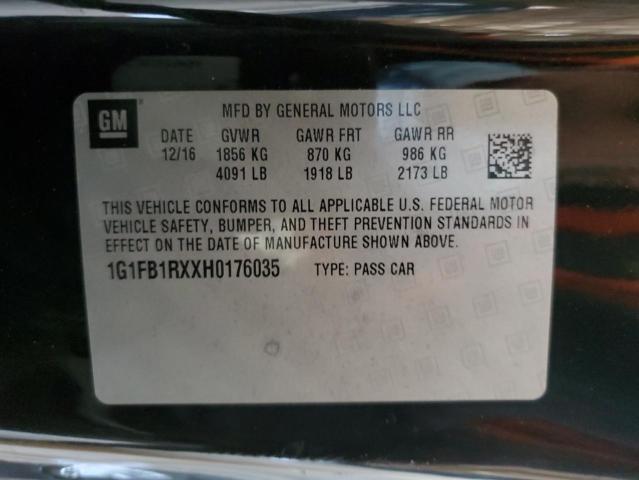 GM
MFD BY GENERAL MOTORS LLC
DATE GVWR GAWR FRT GAWR RR
12/16 1856 KG 870 KG 986 KG
4091 LB 1918 LB 2173 LB
THIS VEHICLE CONFORMS TO ALL APPLICABLE U.S. FEDERAL MOTOR
VEHICLE SAFETY, BUMPER, AND THEFT PREVENTION STANDARDS IN
EFFECT ON THE DATE OF MANUFACTURE SHOWN ABOVE.
1G1FB1RXXH0176035 TYPE: PASS CAR